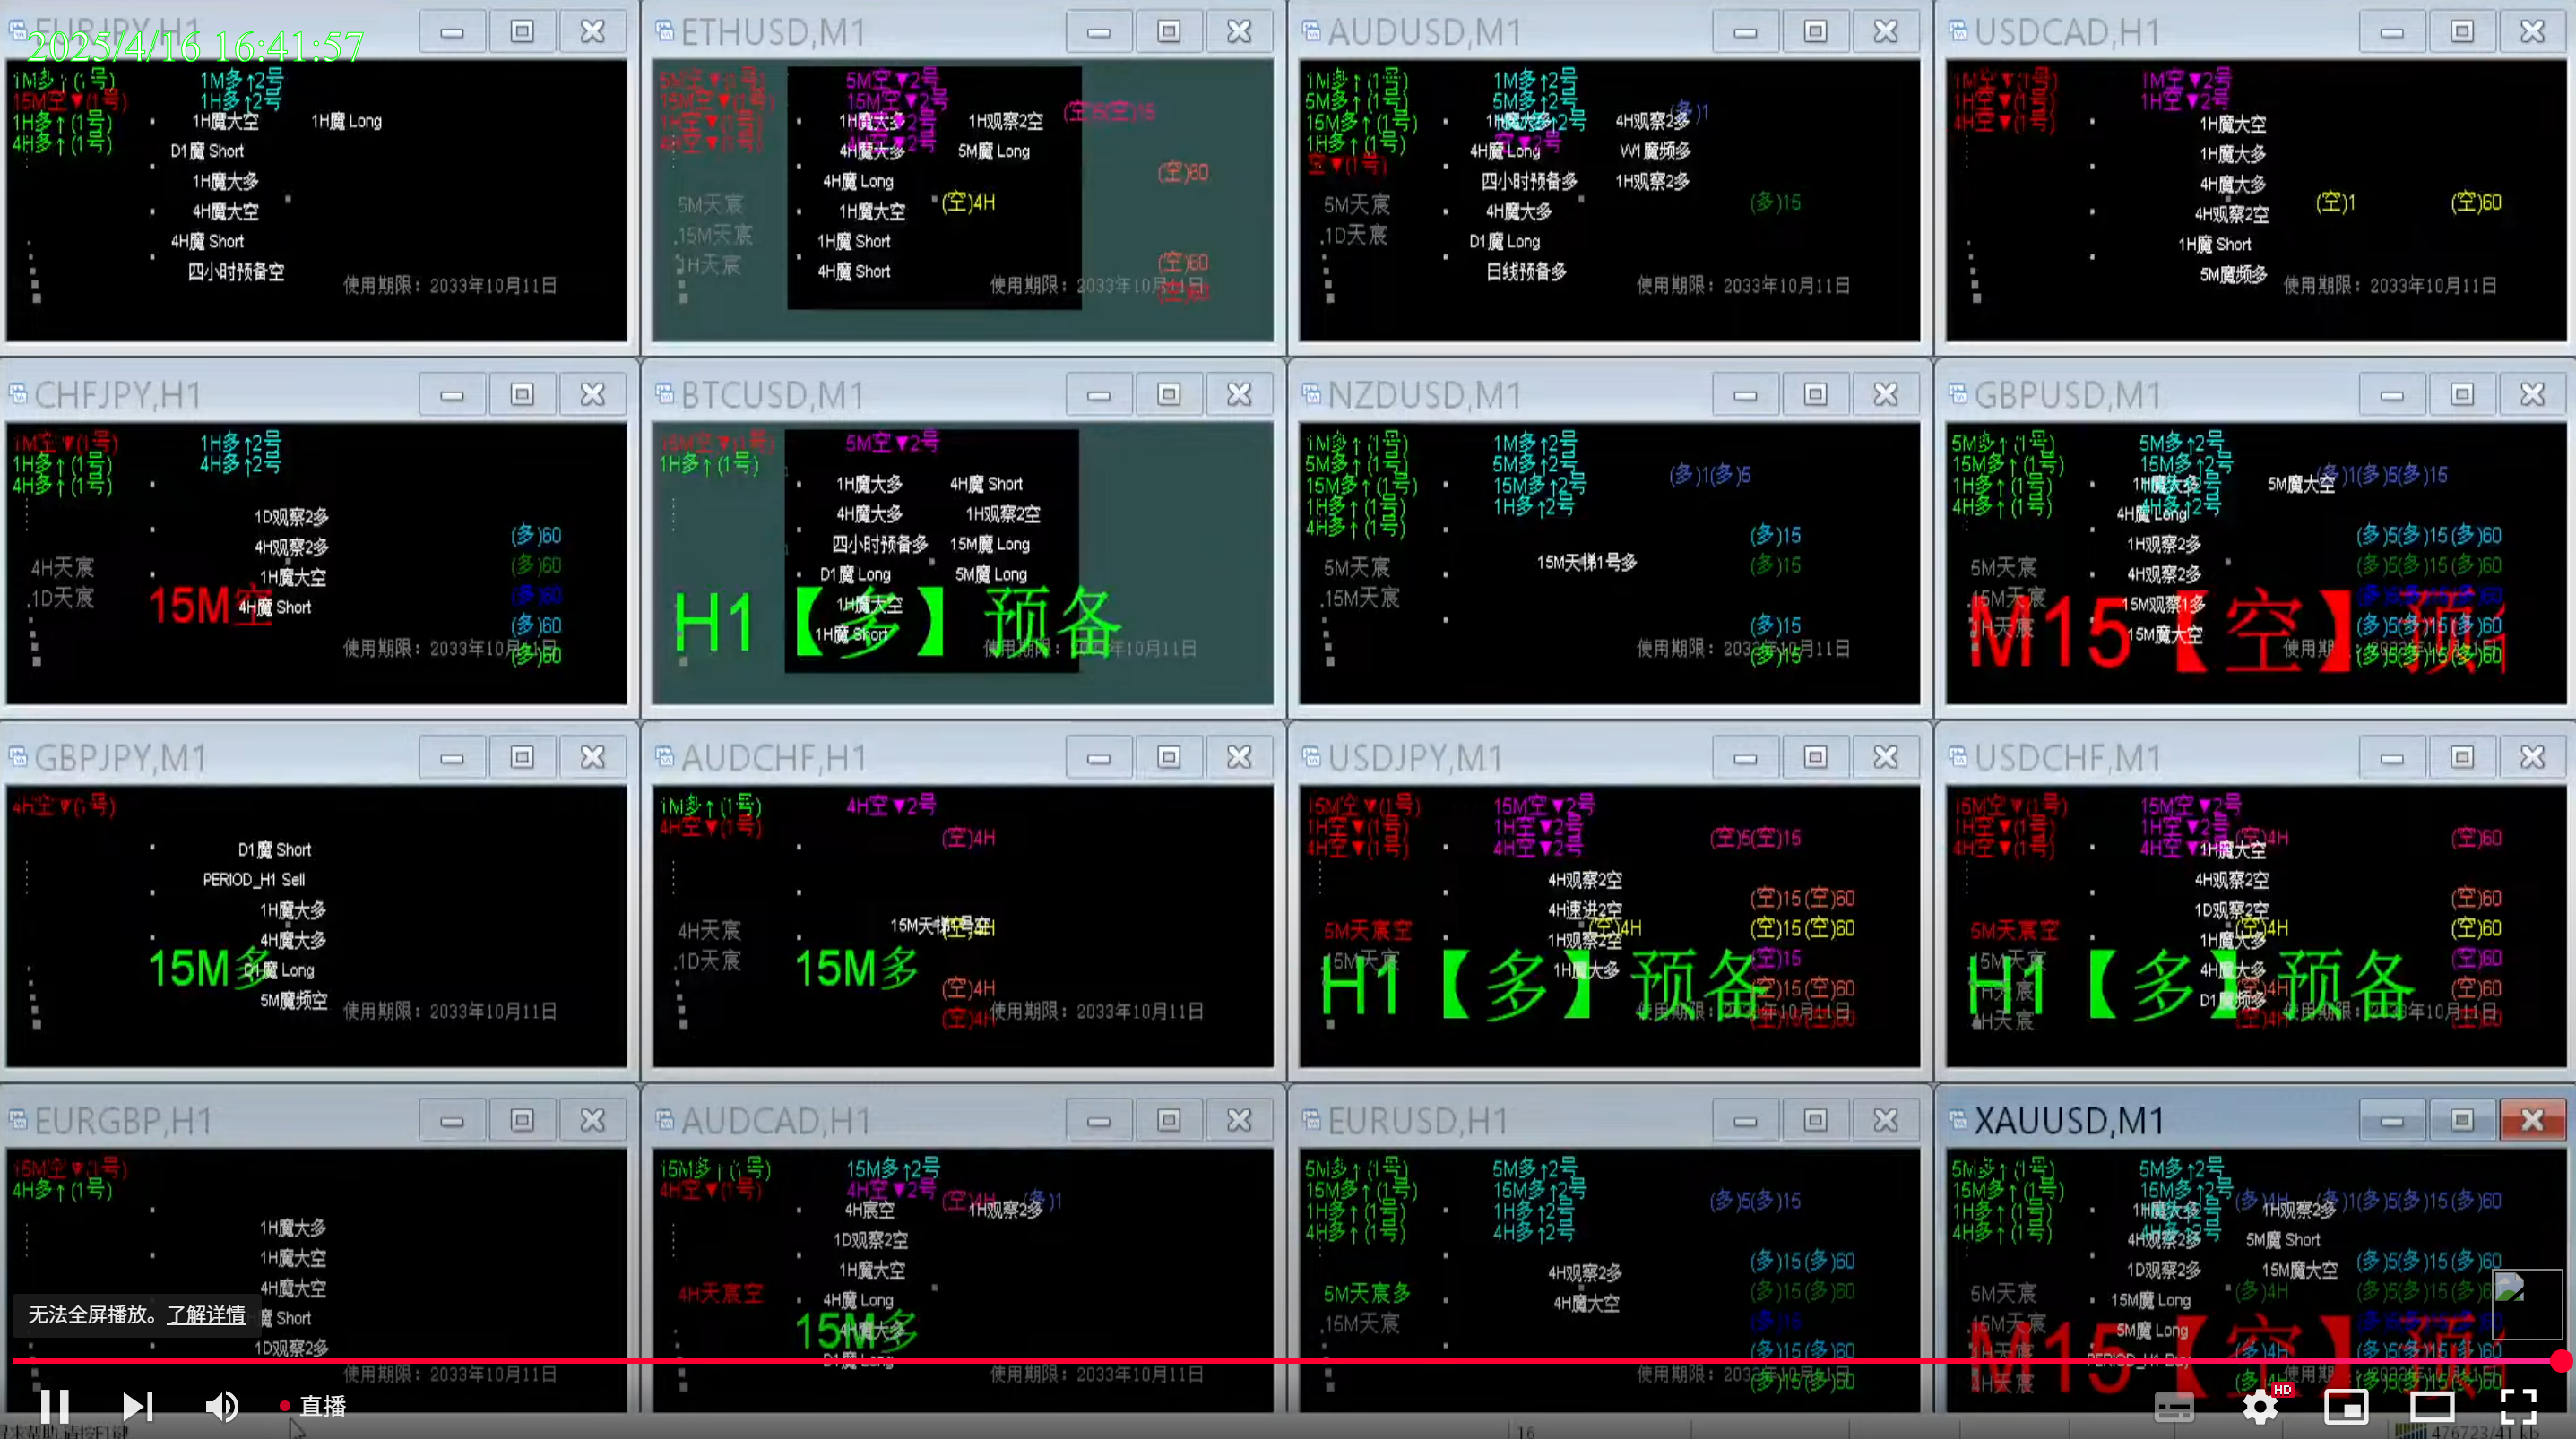 EURJPY,H1
2025/4/16 16:41:57
1M多↑(1号)
15M空▼(1号)
1H多↑(1号)
4H多↑(1号)
1M多↑2号
1H多↑2号
1H魔大空
1H魔 Long
D1魔 Short
1H魔大多
4H魔大空
4H魔 Short
四小时预备空
使用期限：2033年10月11日
ETHUSD,M1
5M空▼(1号)
15M空▼(1号)
1H空▼(1号)
4H空▼(1号)
5M空▼2号
15M空▼2号
1H魔大多
1H观察2空
(空)5(空)15
4H魔大多
5M魔 Long
(空)60
4H魔 Long
(空)4H
5M天宸
1H魔大空
15M天宸
1H魔 Short
1H天宸
(空)60
4H魔 Short
使用期限：2033年10月11日
(空)60
AUDUSD,M1
1M多↑(1号)
5M多↑(1号)
15M多↑(1号)
1H多↑(1号)
空▼(1号)
1M多↑2号
5M多↑2号
(多)1
4H观察2多
4H魔 Long
W1魔频多
四小时预备多
1H观察2多
5M天宸
4H魔大多
(多)15
1D天宸
D1魔 Long
日线预备多
使用期限：2033年10月11日
USDCAD,H1
1M空▼(1号)
1H空▼(1号)
4H空▼(1号)
1M空▼2号
1H空▼2号
1H魔大空
1H魔大多
4H魔大多
4H观察2空
(空)1
(空)60
1H魔 Short
5M魔频多
使用期限：2033年10月11日
CHFJPY,H1
1M空▼(1号)
1H多↑(1号)
4H多↑(1号)
1H多↑2号
4H多↑2号
1D观察2多
4H观察2多
(多)60
4H天宸
1H魔大空
(多)60
1D天宸
15M空
4H魔 Short
(多)60
(多)60
使用期限：2033年10月11日
(多)60
BTCUSD,M1
15M空▼(1号)
1H多↑(1号)
5M空▼2号
1H魔大多
4H魔 Short
4H魔大多
1H观察2空
四小时预备多
15M魔 Long
D1魔 Long
5M魔 Long
1H魔大空
1H魔 Short
H1【多】预备
使用期限：2033年10月11日
NZDUSD,M1
1M多↑(1号)
5M多↑(1号)
15M多↑(1号)
1H多↑(1号)
4H多↑(1号)
1M多↑2号
5M多↑2号
15M多↑2号
1H多↑2号
(多)1(多)5
(多)15
15M天梯1号多
5M天宸
(多)15
15M天宸
(多)15
使用期限：2033年10月11日
(多)15
GBPUSD,M1
5M多↑(1号)
15M多↑(1号)
1H多↑(1号)
4H多↑(1号)
5M多↑2号
15M多↑2号
(多)1(多)5(多)15
1H魔大多
5M魔大空
4H魔 Long
1H观察2多
(多)5(多)15(多)60
5M天宸
4H观察2多
(多)5(多)15(多)60
15M天宸
15M观察1多
1H天宸
15M魔大空
(多)5(多)15(多)60
M15【空】预备
(多)5(多)15(多)60
GBPJPY,M1
4H空▼(1号)
D1魔 Short
PERIOD_H1 Sell
1H魔大多
4H魔大多
15M多
D1魔 Long
5M魔频空
使用期限：2033年10月11日
AUDCHF,H1
1M多↑(1号)
4H空▼(1号)
4H空▼2号
(空)4H
4H天宸
(空)4H
1D天宸
15M多
(空)4H
使用期限：2033年10月11日
(空)4H
USDJPY,M1
15M空▼(1号)
1H空▼(1号)
4H空▼(1号)
15M空▼2号
1H空▼2号
4H空▼2号
(空)5(空)15
4H观察2空
4H速进2空
(空)15(空)60
5M天宸空
(空)4H
(空)15(空)60
1H观察2空
15M天宸
1H魔大多
(空)15
H1【多】预备
(空)15(空)60
使用期限：2033年10月11日
USDCHF,M1
15M空▼(1号)
1H空▼(1号)
4H空▼(1号)
15M空▼2号
1H空▼2号
4H空▼2号
(空)4H
(空)60
1H魔大空
4H观察2空
(空)60
1D观察2空
5M天宸空
(空)4H
(空)60
1H魔大多
15M天宸
4H魔大多
(空)60
1H天宸
D1魔频多
(空)4H
(空)60
H1【多】预备
4H天宸
(空)4H
使用期限：2033年10月11日
(空)60
EURGBP,H1
15M空▼(1号)
4H多↑(1号)
1H魔大多
1H魔大空
4H魔大空
魔 Short
1D观察2多
使用期限：2033年10月11日
无法全屏播放。了解详情
AUDCAD,H1
15M多↑(1号)
4H空▼(1号)
15M多↑2号
4H空▼2号
(空)4H
(多)1
4H宸空
1H观察2多
1D观察2空
1H魔大空
4H天宸空
4H魔 Long
15M多
4H魔大多
D1魔 Long
使用期限：2033年10月11日
EURUSD,H1
5M多↑(1号)
15M多↑(1号)
1H多↑(1号)
4H多↑(1号)
5M多↑2号
15M多↑2号
1H多↑2号
4H多↑2号
(多)5(多)15
(多)15(多)60
4H观察2多
5M天宸多
4H魔大空
(多)15(多)60
15M天宸
(多)15
(多)15(多)60
使用期限：2033年10月11日
(多)15(多)60
XAUUSD,M1
5M多↑(1号)
15M多↑(1号)
1H多↑(1号)
4H多↑(1号)
5M多↑2号
15M多↑2号
(多)4H
(多)1(多)5(多)15(多)60
1H魔大多
1H观察2多
4H观察2多
5M魔 Short
1D观察2多
15M魔大空
(多)5(多)15(多)60
5M天宸
15M魔 Long
(多)4H
15M天宸
5M魔 Long
M15【空】预备
PERIOD_H1 Buy
(多)4H
(多)5(多)15(多)60
4H天宸
直播
HD
16
476723/41 kb